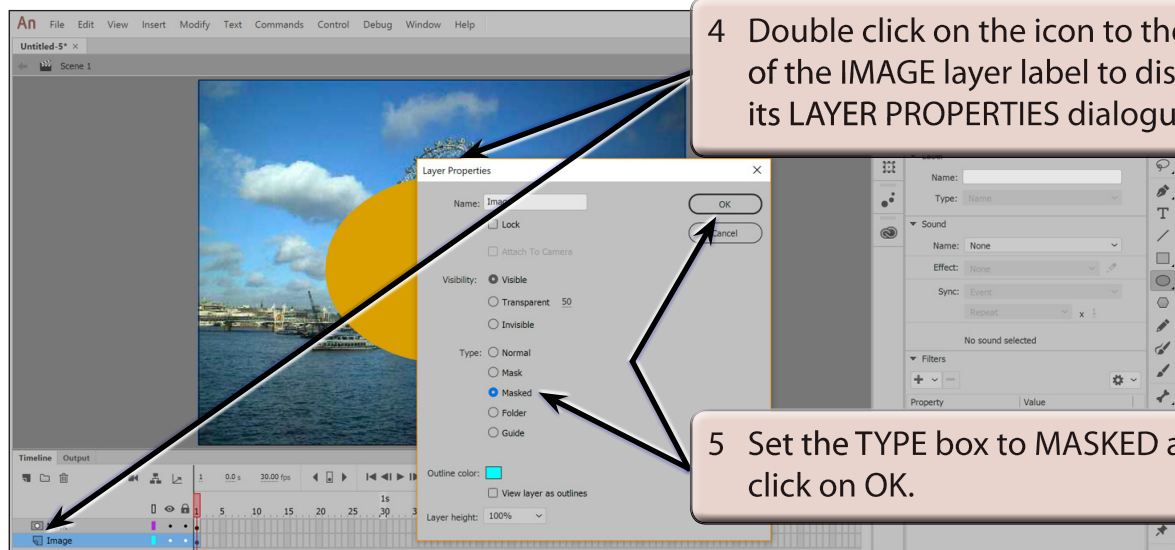 An File Edit View Insert Modify Text Commands Control Debug Window Help
Untitled-5* ×
Scene 1
4 Double click on the icon to the
of the IMAGE layer label to dis
its LAYER PROPERTIES dialogu
Layer Properties
Name:
Lock
Attach To Camera
Visibility: Visible
Transparent 50
Invisible
Type: Normal
Mask
Masked
Folder
Guide
Outline color:
View layer as outlines
Layer height: 100%
OK
Cancel
Label
Name:
Type: Name
Sound
Name: None
Effect: None
Sync: Event
Repeat x 1
No sound selected
Filters
Property Value
5 Set the TYPE box to MASKED a
click on OK.
Timeline Output
1 0.0 s 30.00 fps
1s
1 5 10 15 20 25 30 3
Image